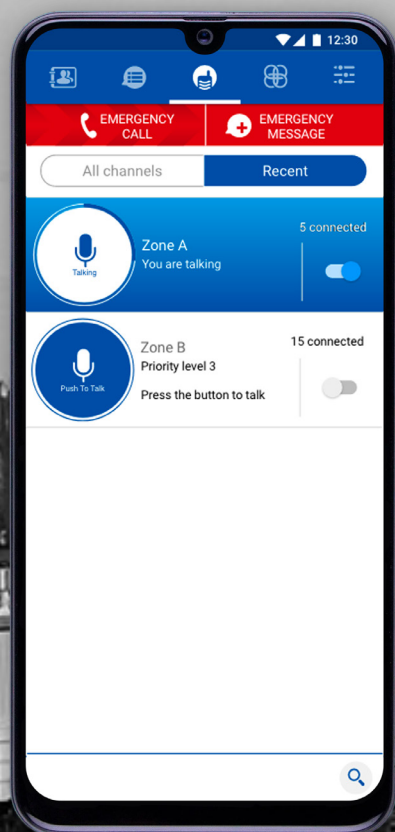 12:30
EMERGENCY
CALL
EMERGENCY
MESSAGE
All channels
Recent
5 connected
Zone A
You are talking
Talking
15 connected
Zone B
Priority level 3
Press the button to talk
Push To Talk